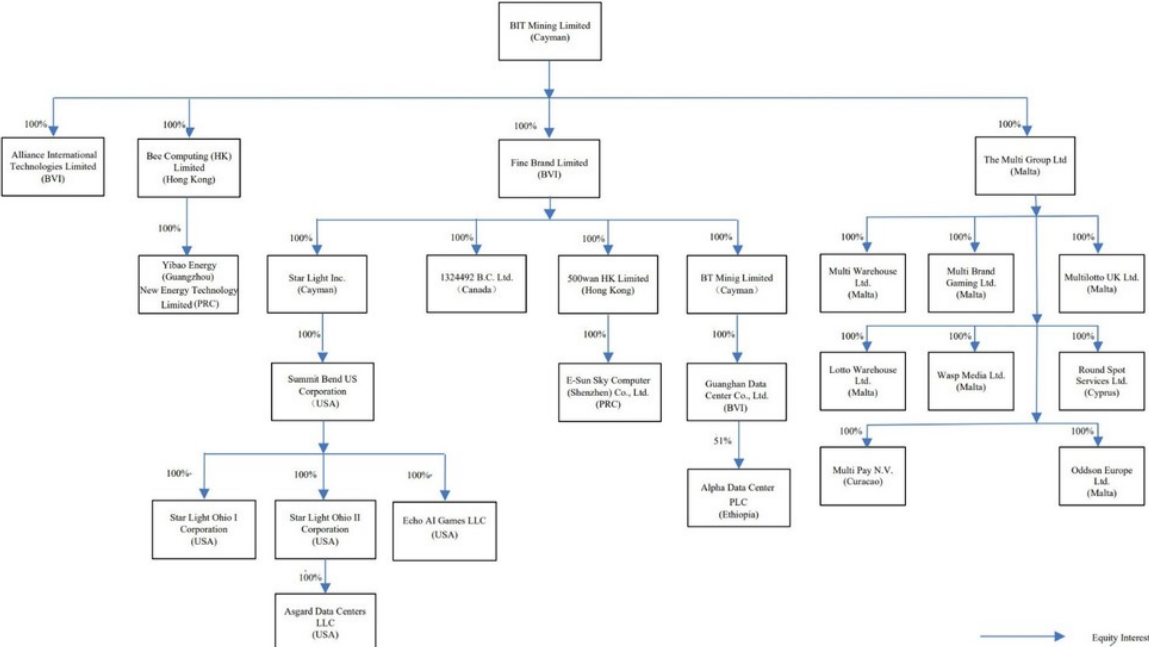 BIT Mining Limited
(Cayman)
100%
100%
100%
100%
Alliance International
Technologies Limited
(BVI)
Bee Computing (HK)
Limited
(Hong Kong)
Fine Brand Limited
(BVI)
The Multi Group Ltd
(Malta)
100%
100%
100%
100%
100%
100%
100%
100%
Yibao Energy
(Guangzhou)
New Energy Technology
Limited (PRC)
Star Light Inc.
(Cayman)
1324492 B.C. Ltd.
（Canada）
500wan HK Limited
(Hong Kong)
BT Minig Limited
(Cayman）
Multi Warehouse
Ltd.
(Malta)
Multi Brand
Gaming Ltd.
(Malta)
Multilotto UK Ltd.
(Malta)
100%
100%
100%
100%
100%
100%
Summit Bend US
Corporation
（USA）
E-Sun Sky Computer
(Shenzhen) Co., Ltd.
(PRC)
Guanghan Data
Center Co., Ltd.
(BVI)
Lotto Warehouse
Ltd.
(Malta)
Wasp Media Ltd.
(Malta)
Round Spot
Services Ltd.
(Cyprus)
51%
100%
100%
100%
100%
100%
Alpha Data Center
PLC
(Ethiopia)
Multi Pay N.V.
(Curacao)
Oddson Europe
Ltd.
(Malta)
Star Light Ohio I
Corporation
(USA)
Star Light Ohio II
Corporation
(USA)
Echo AI Games LLC
(USA)
100%
Asgard Data Centers
LLC
(USA)
Equity Interest